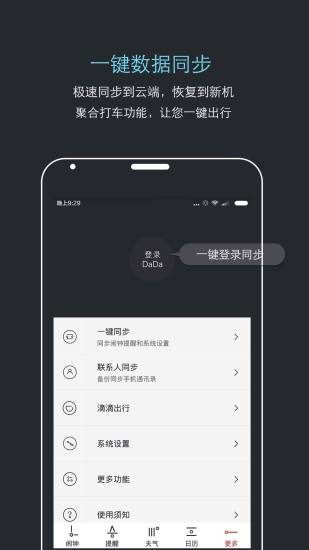 一键数据同步
极速同步到云端，恢复到新机
聚合打车功能，让您一键出行
晚上9:29
登录
DaDa
一键登录同步
一键同步
同步闹钟提醒和系统设置
联系人同步
备份同步手机通讯录
滴滴出行
系统设置
更多功能
使用须知
闹钟 提醒 天气 日历 更多